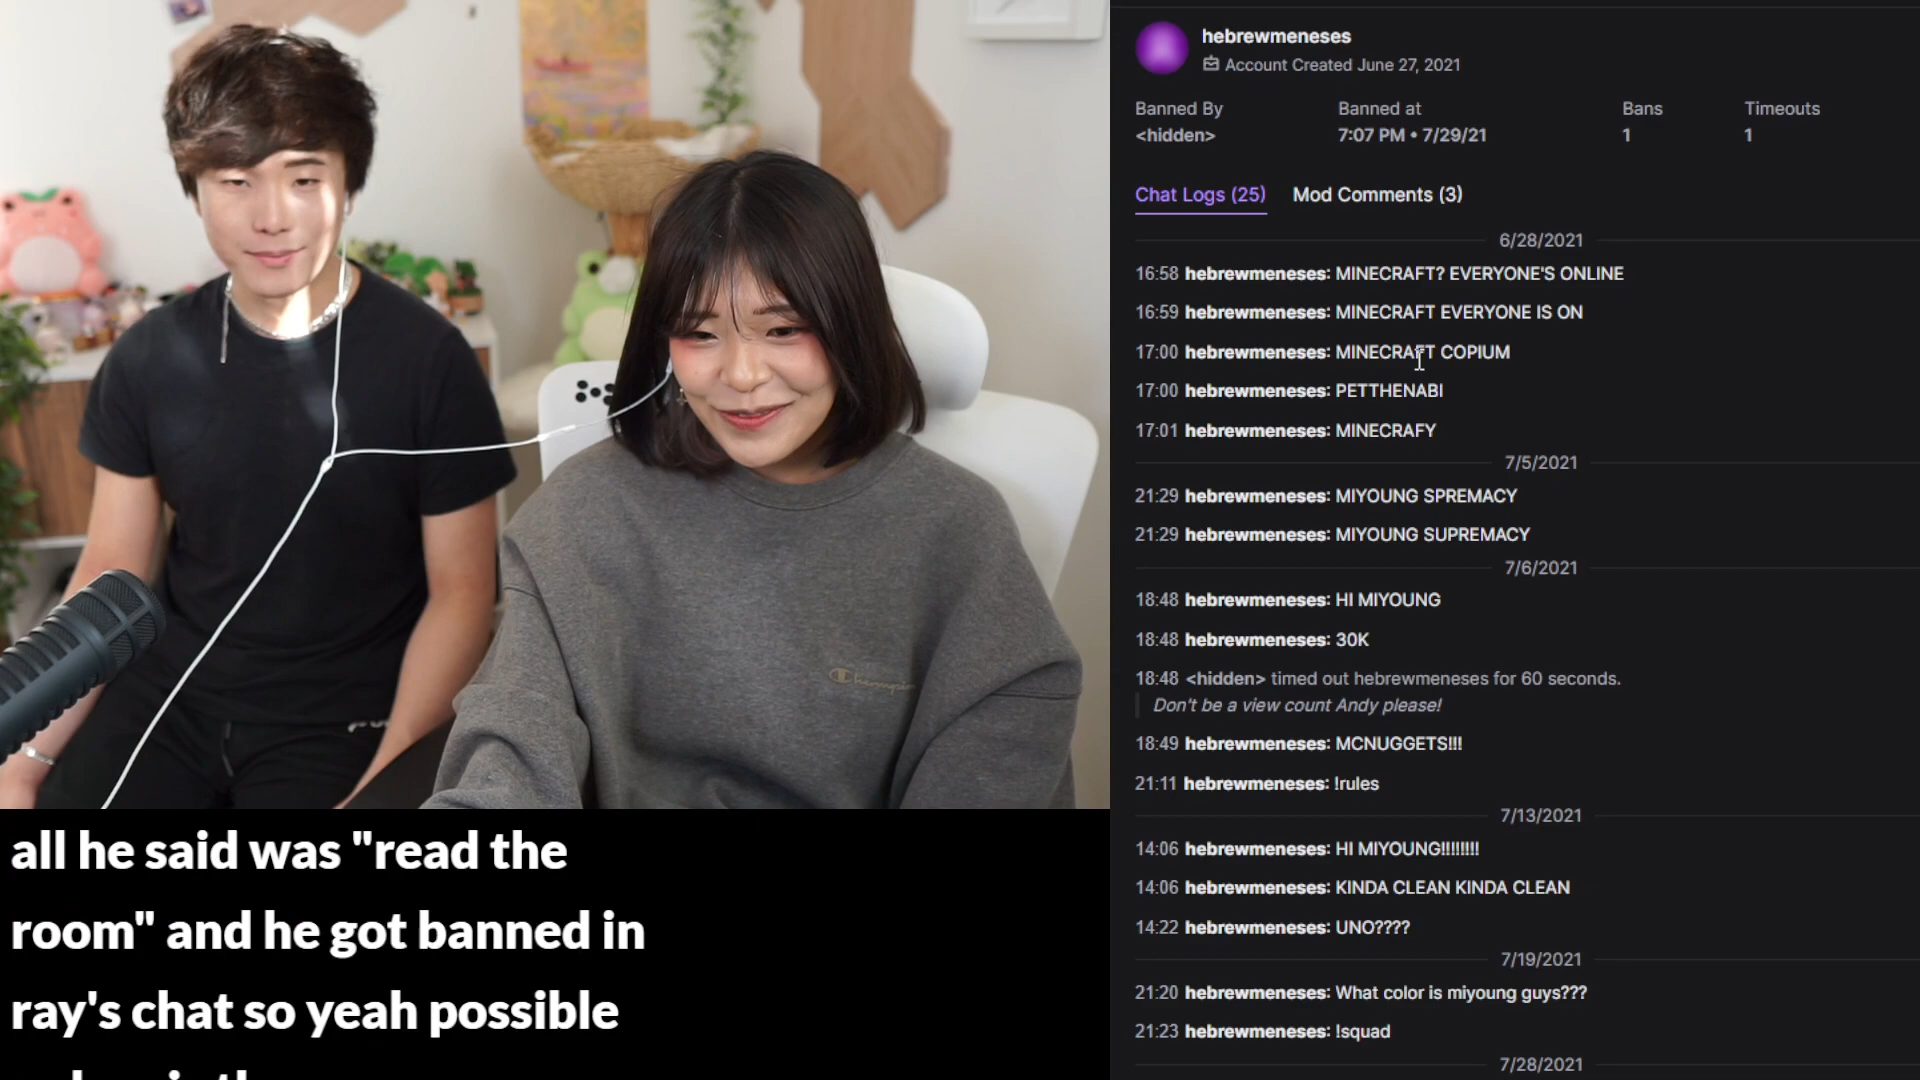 hebrewmeneses
Account Created June 27, 2021
Banned By
Banned at
Bans
Timeouts
<hidden>
7:07 PM • 7/29/21
1
1
Chat Logs (25)
Mod Comments (3)
6/28/2021
16:58 hebrewmeneses: MINECRAFT? EVERYONE'S ONLINE
16:59 hebrewmeneses: MINECRAFT EVERYONE IS ON
17:00 hebrewmeneses: MINECRAFT COPIUM
17:00 hebrewmeneses: PETTHENABI
17:01 hebrewmeneses: MINECRAFY
7/5/2021
21:29 hebrewmeneses: MIYOUNG SPREMACY
21:29 hebrewmeneses: MIYOUNG SUPREMACY
7/6/2021
18:48 hebrewmeneses: HI MIYOUNG
18:48 hebrewmeneses: 30K
18:48 <hidden> timed out hebrewmeneses for 60 seconds.
Don't be a view count Andy please!
18:49 hebrewmeneses: MCNUGGETS!!!
21:11 hebrewmeneses: !rules
7/13/2021
14:06 hebrewmeneses: HI MIYOUNG!!!!!!!!
14:06 hebrewmeneses: KINDA CLEAN KINDA CLEAN
14:22 hebrewmeneses: UNO????
7/19/2021
21:20 hebrewmeneses: What color is miyoung guys???
21:23 hebrewmeneses: !squad
7/28/2021
Champion
all he said was "read the
room" and he got banned in
ray's chat so yeah possible